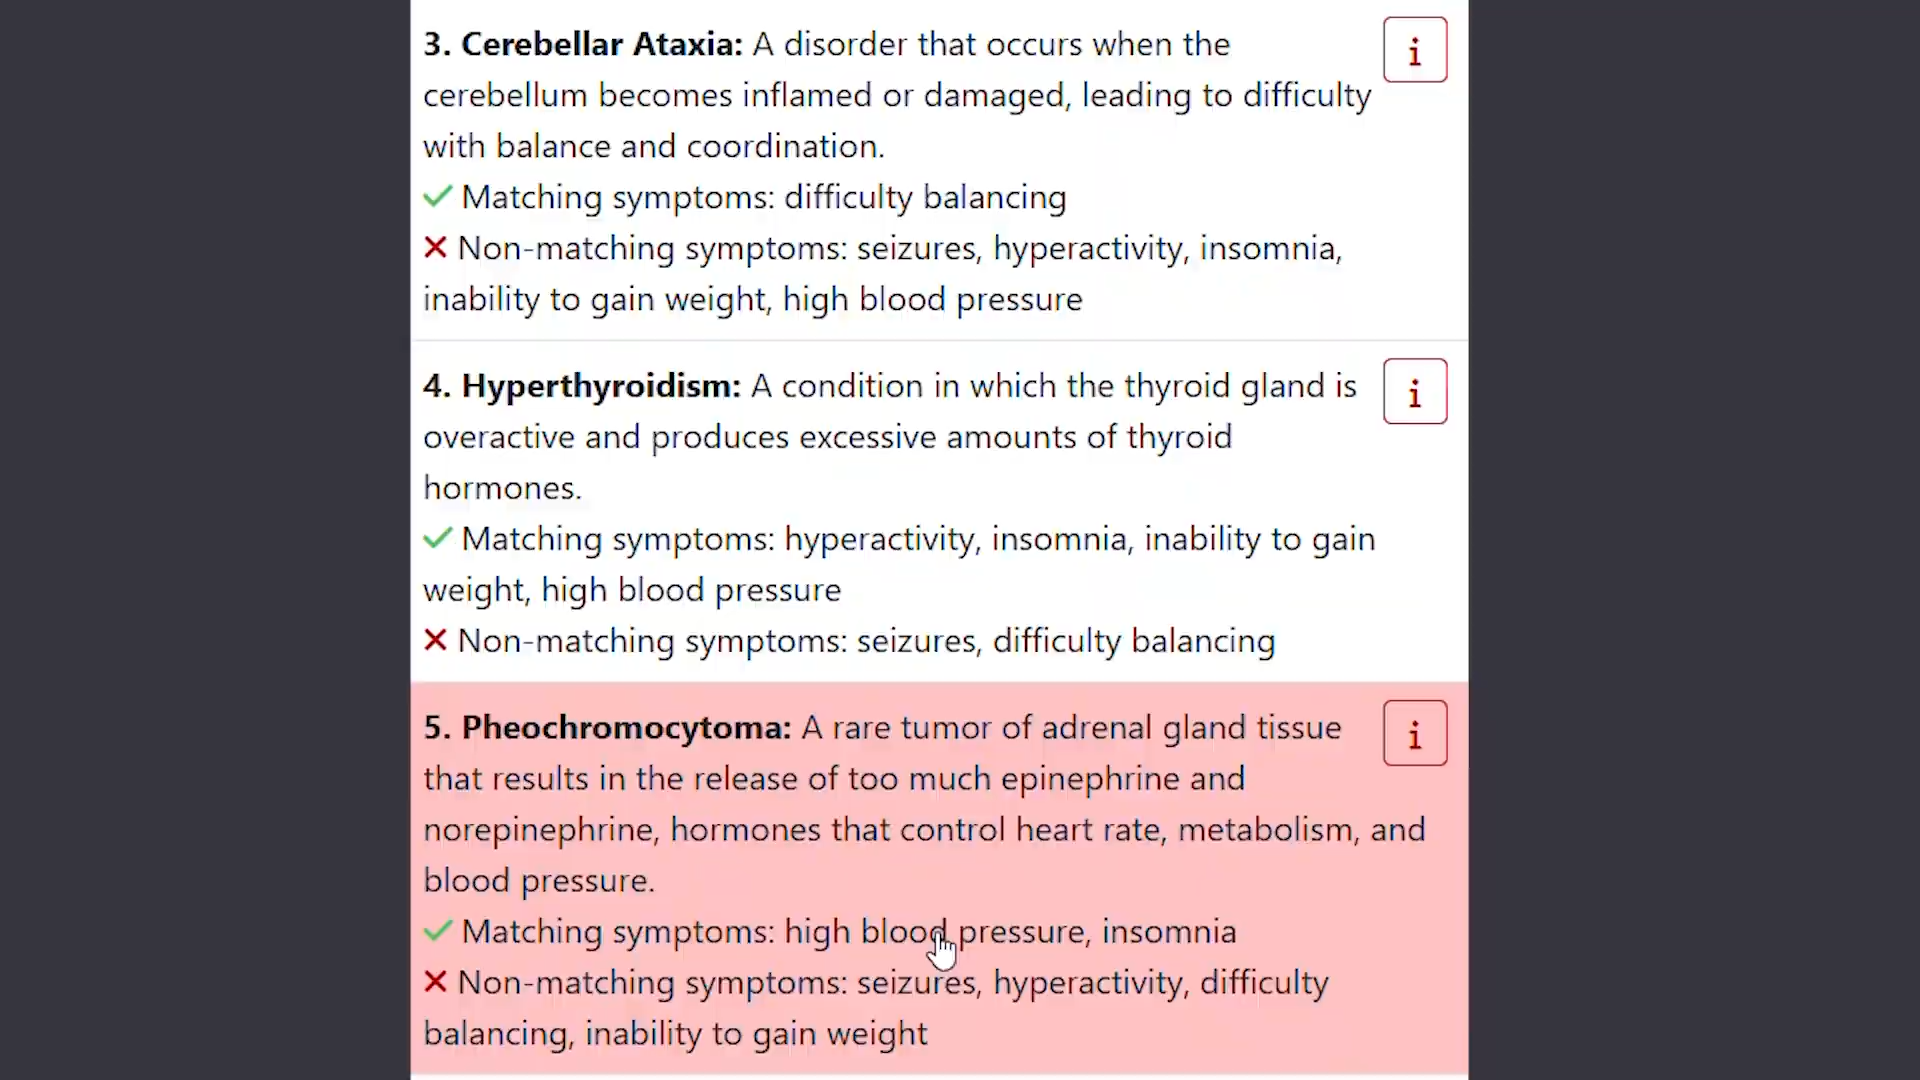 3. Cerebellar Ataxia: A disorder that occurs when the
cerebellum becomes inflamed or damaged, leading to difficulty
with balance and coordination.
✓ Matching symptoms: difficulty balancing
✕ Non-matching symptoms: seizures, hyperactivity, insomnia,
inability to gain weight, high blood pressure
i
4. Hyperthyroidism: A condition in which the thyroid gland is
overactive and produces excessive amounts of thyroid
hormones.
✓ Matching symptoms: hyperactivity, insomnia, inability to gain
weight, high blood pressure
✕ Non-matching symptoms: seizures, difficulty balancing
i
5. Pheochromocytoma: A rare tumor of adrenal gland tissue
that results in the release of too much epinephrine and
norepinephrine, hormones that control heart rate, metabolism, and
blood pressure.
✓ Matching symptoms: high blood pressure, insomnia
✕ Non-matching symptoms: seizures, hyperactivity, difficulty
balancing, inability to gain weight
i